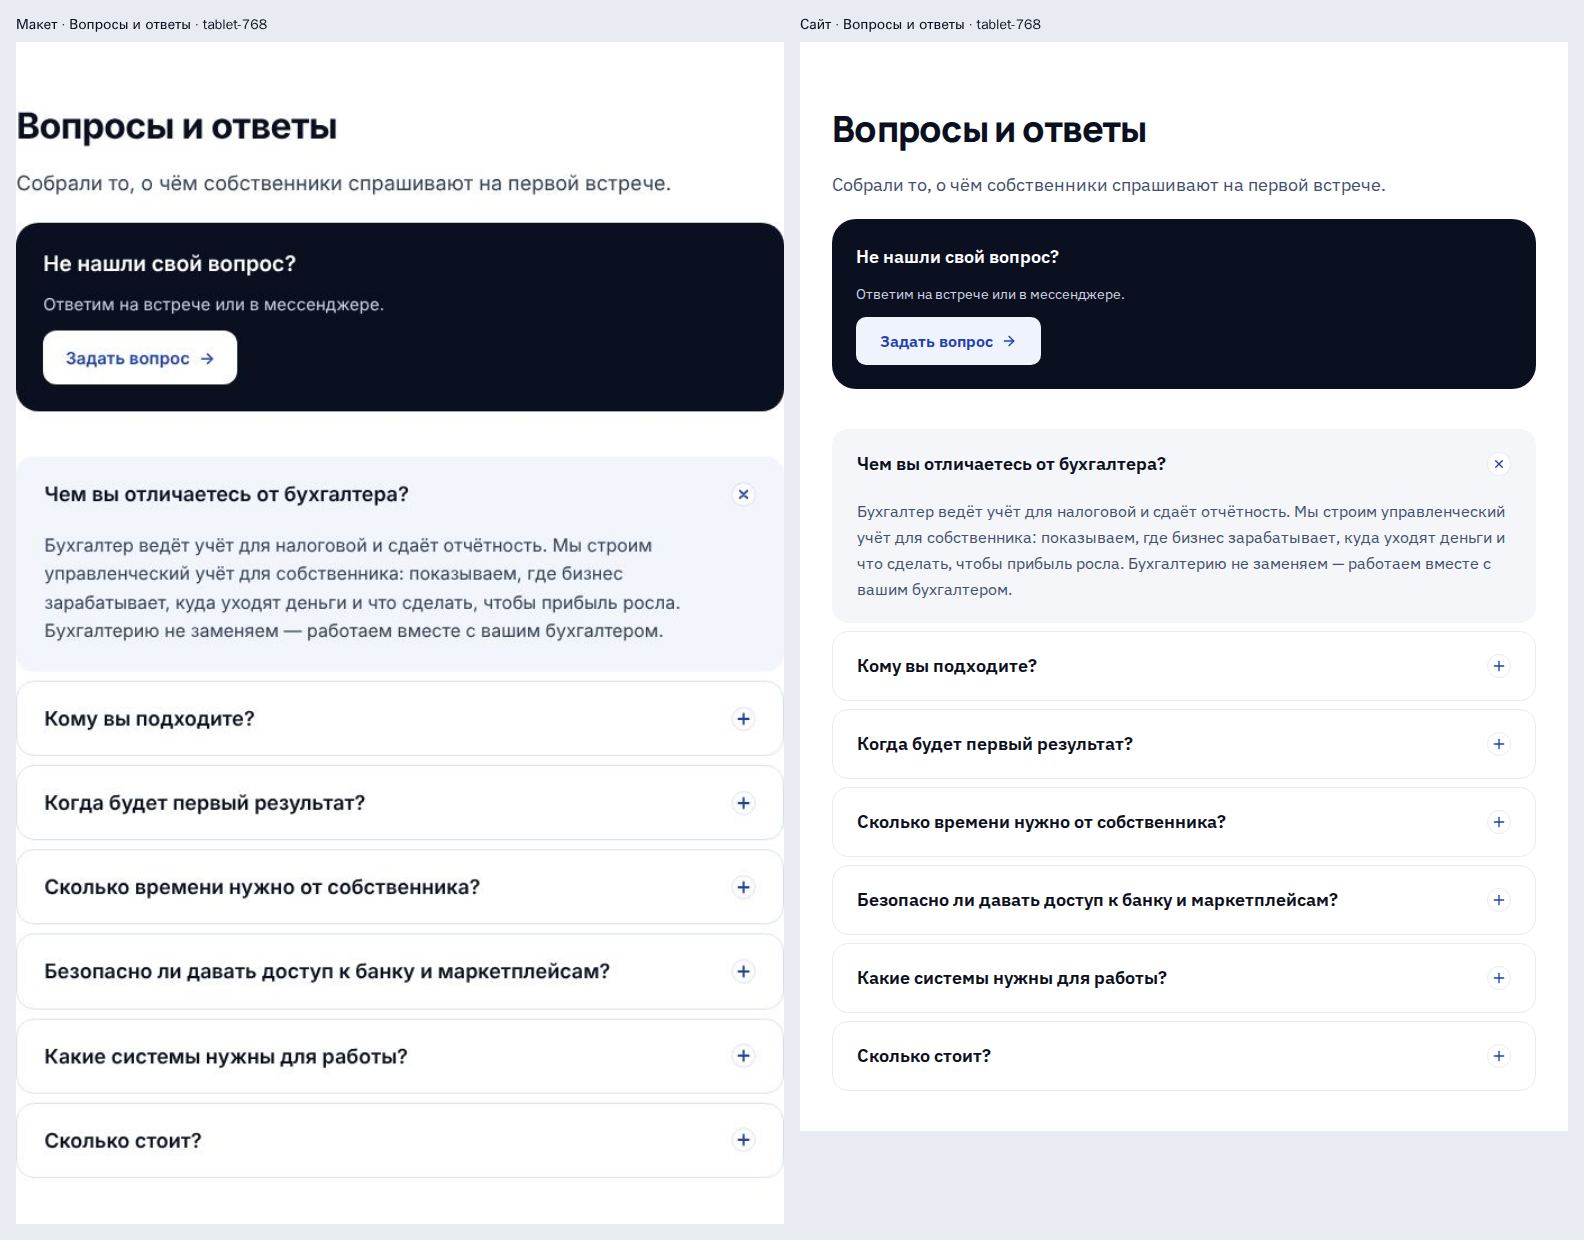 Макет · Вопросы и ответы · tablet-768
Вопросы и ответы
Собрали то, о чём собственники спрашивают на первой встрече.
Не нашли свой вопрос?
Ответим на встрече или в мессенджере.
Задать вопрос →
Чем вы отличаетесь от бухгалтера?
Бухгалтер ведёт учёт для налоговой и сдаёт отчётность. Мы строим
управленческий учёт для собственника: показываем, где бизнес
зарабатывает, куда уходят деньги и что сделать, чтобы прибыль росла.
Бухгалтерию не заменяем — работаем вместе с вашим бухгалтером.
Кому вы подходите?
Когда будет первый результат?
Сколько времени нужно от собственника?
Безопасно ли давать доступ к банку и маркетплейсам?
Какие системы нужны для работы?
Сколько стоит?
Сайт · Вопросы и ответы · tablet-768
Вопросы и ответы
Собрали то, о чём собственники спрашивают на первой встрече.
Не нашли свой вопрос?
Ответим на встрече или в мессенджере.
Задать вопрос →
Чем вы отличаетесь от бухгалтера?
Бухгалтер ведёт учёт для налоговой и сдаёт отчётность. Мы строим управленческий
учёт для собственника: показываем, где бизнес зарабатывает, куда уходят деньги и
что сделать, чтобы прибыль росла. Бухгалтерию не заменяем — работаем вместе с
вашим бухгалтером.
Кому вы подходите?
Когда будет первый результат?
Сколько времени нужно от собственника?
Безопасно ли давать доступ к банку и маркетплейсам?
Какие системы нужны для работы?
Сколько стоит?